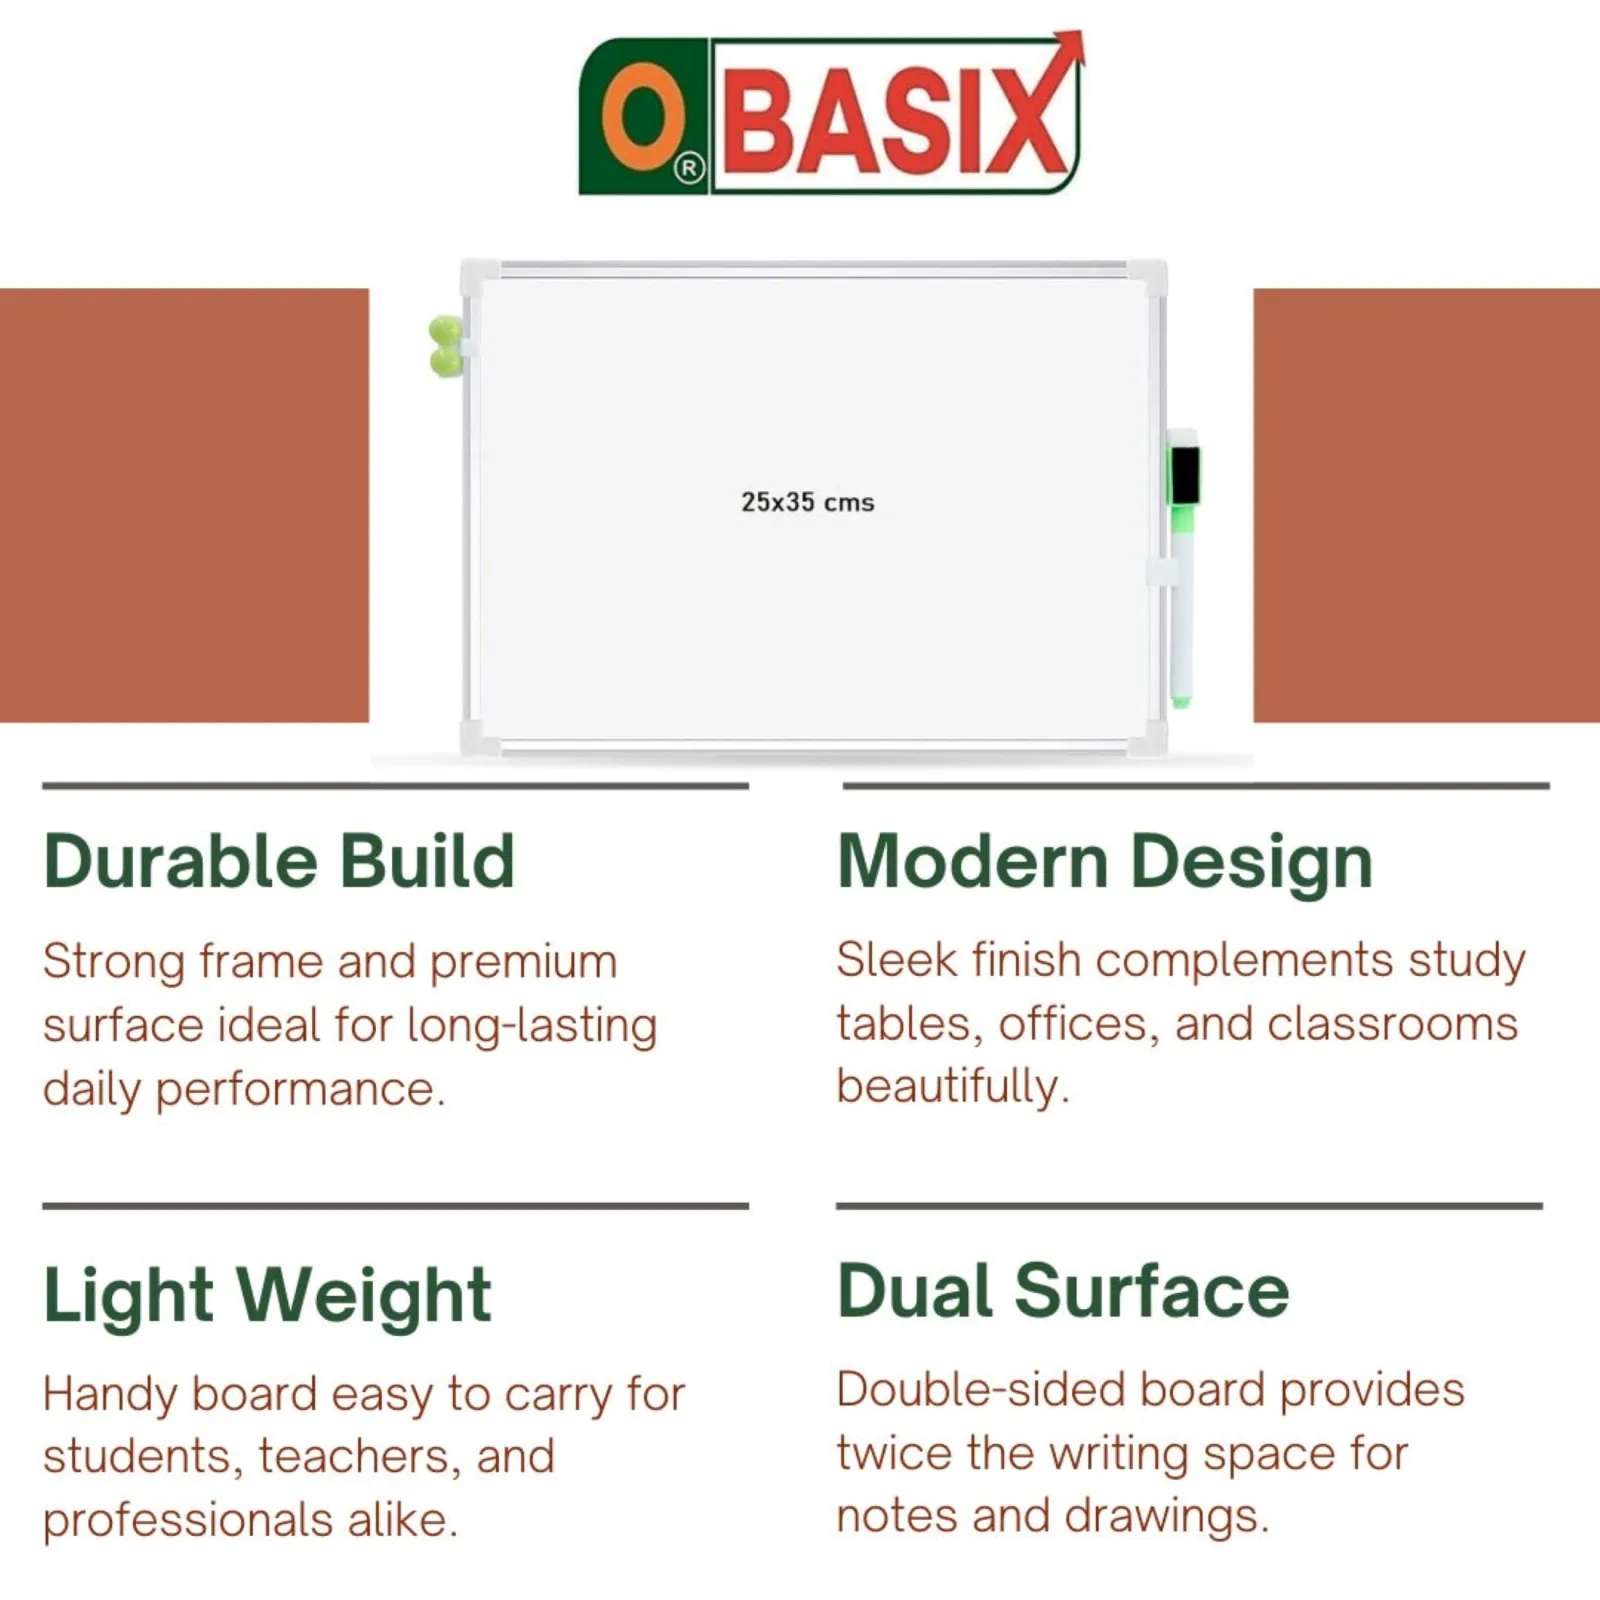 OBASIX
®
25x35 cms
Durable Build
Strong frame and premium
surface ideal for long-lasting
daily performance.
Modern Design
Sleek finish complements study
tables, offices, and classrooms
beautifully.
Light Weight
Handy board easy to carry for
students, teachers, and
professionals alike.
Dual Surface
Double-sided board provides
twice the writing space for
notes and drawings.